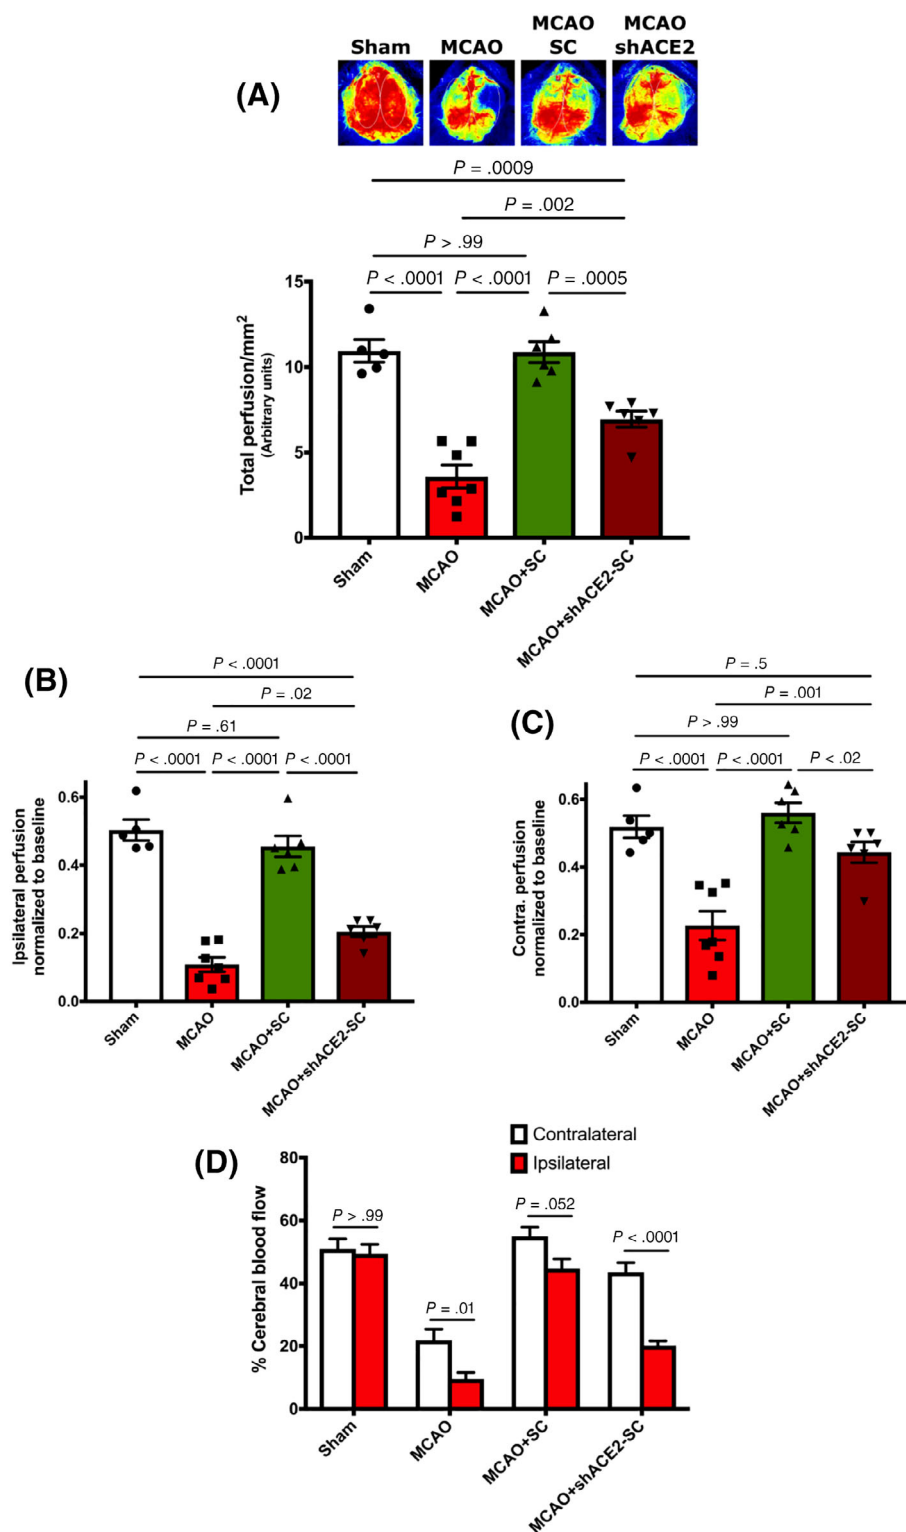 Sham MCAO MCAO SC MCAO shACE2
(A)
P = .0009
P = .002
P > .99
P < .0001 P < .0001 P = .0005
Total perfusion/mm2
(Arbitrary units)
15
10
5
0
Sham MCAO MCAO+SC MCAO+shACE2-SC
(B)
P < .0001
P = .02
P = .61
P < .0001 P < .0001 P < .0001
Ipsilateral perfusion
normalized to baseline
0.6
0.4
0.2
0.0
Sham MCAO MCAO+SC MCAO+shACE2-SC
(C)
P = .5
P = .001
P > .99
P < .0001 P < .0001 P < .02
Contra. perfusion
normalized to baseline
0.6
0.4
0.2
0.0
Sham MCAO MCAO+SC MCAO+shACE2-SC
(D)
Contralateral
Ipsilateral
% Cerebral blood flow
80
60
40
20
0
P > .99
P = .01
P = .052
P < .0001
Sham MCAO MCAO+SC MCAO+shACE2-SC